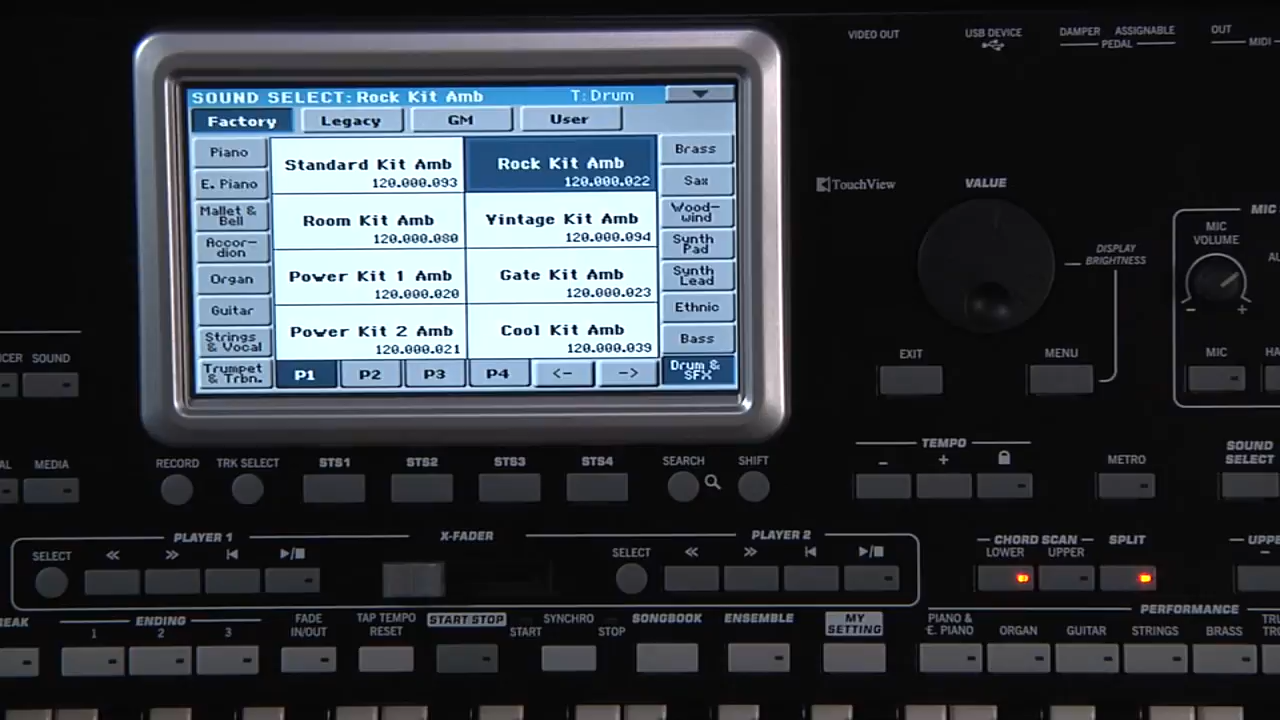 VIDEO OUT
USB DEVICE
DAMPER ASSIGNABLE
PEDAL
OUT
MIDI
SOUND SELECT:Rock Kit Amb T:Drum
Factory Legacy GM User
Piano
E. Piano
Mallet &
Bell
Accor-
dion
Organ
Guitar
Strings
& Vocal
Trumpet
& Trbn.
Standard Kit Amb
120.000.093
Rock Kit Amb
120.000.022
Room Kit Amb
120.000.080
Vintage Kit Amb
120.000.094
Power Kit 1 Amb
120.000.020
Gate Kit Amb
120.000.023
Power Kit 2 Amb
120.000.021
Cool Kit Amb
120.000.039
Brass
Sax
Wood-
wind
Synth
Pad
Synth
Lead
Ethnic
Bass
Drum &
SFX
P1 P2 P3 P4 <- ->
TouchView
VALUE
DISPLAY
BRIGHTNESS
EXIT
MENU
MIC
MIC
VOLUME
- +
MIC
SOUND
MEDIA
RECORD
TRK SELECT
STS1
STS2
STS3
STS4
SEARCH
SHIFT
TEMPO
- +
METRO
SOUND
SELECT
PLAYER 1
SELECT
X-FADER
PLAYER 2
SELECT
CHORD SCAN
LOWER UPPER
SPLIT
ENDING
1 2 3
FADE
IN/OUT
TAP TEMPO
RESET
START STOP
SYNCHRO
START STOP
SONGBOOK
ENSEMBLE
MY
SETTING
PERFORMANCE
PIANO &
E. PIANO
ORGAN
GUITAR
STRINGS
BRASS